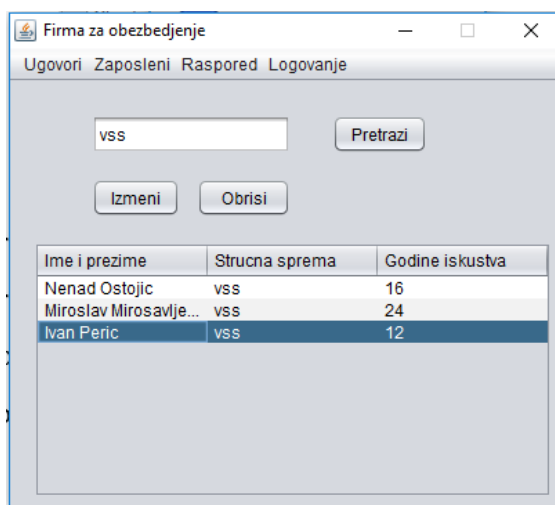 Firma za obezbedjenje
Ugovori Zaposleni Raspored Logovanje
vss Pretrazi
Izmeni Obrisi
Ime i prezime Strucna sprema Godine iskustva
Nenad Ostojic vss 16
Miroslav Mirosavlje... vss 24
Ivan Peric vss 12